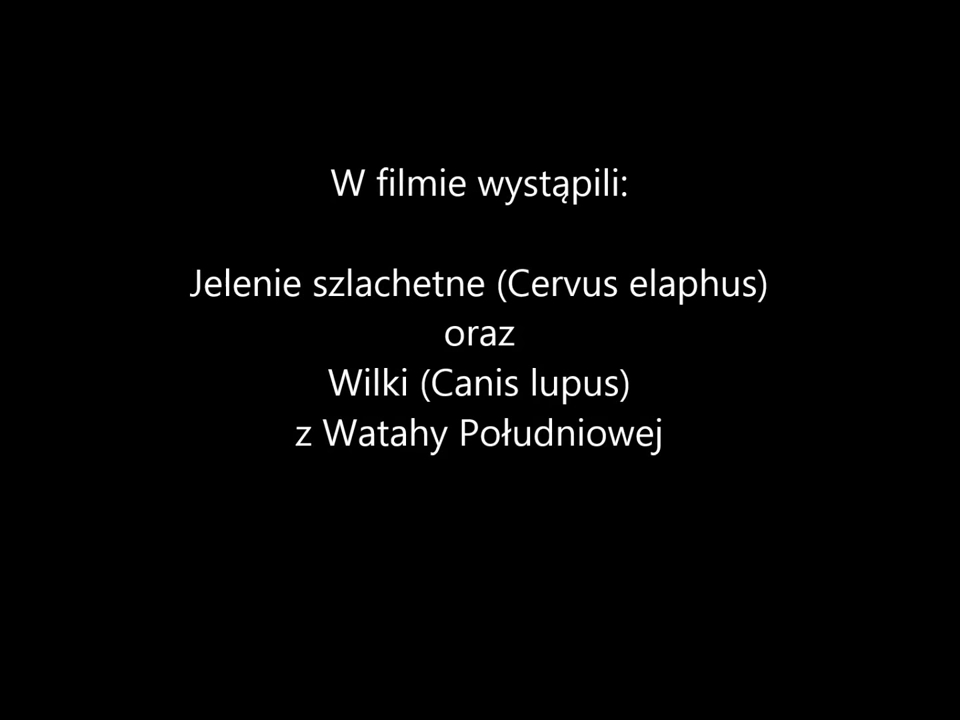 W filmie wystąpili:
Jelenie szlachetne (Cervus elaphus)
oraz
Wilki (Canis lupus)
z Watahy Południowej